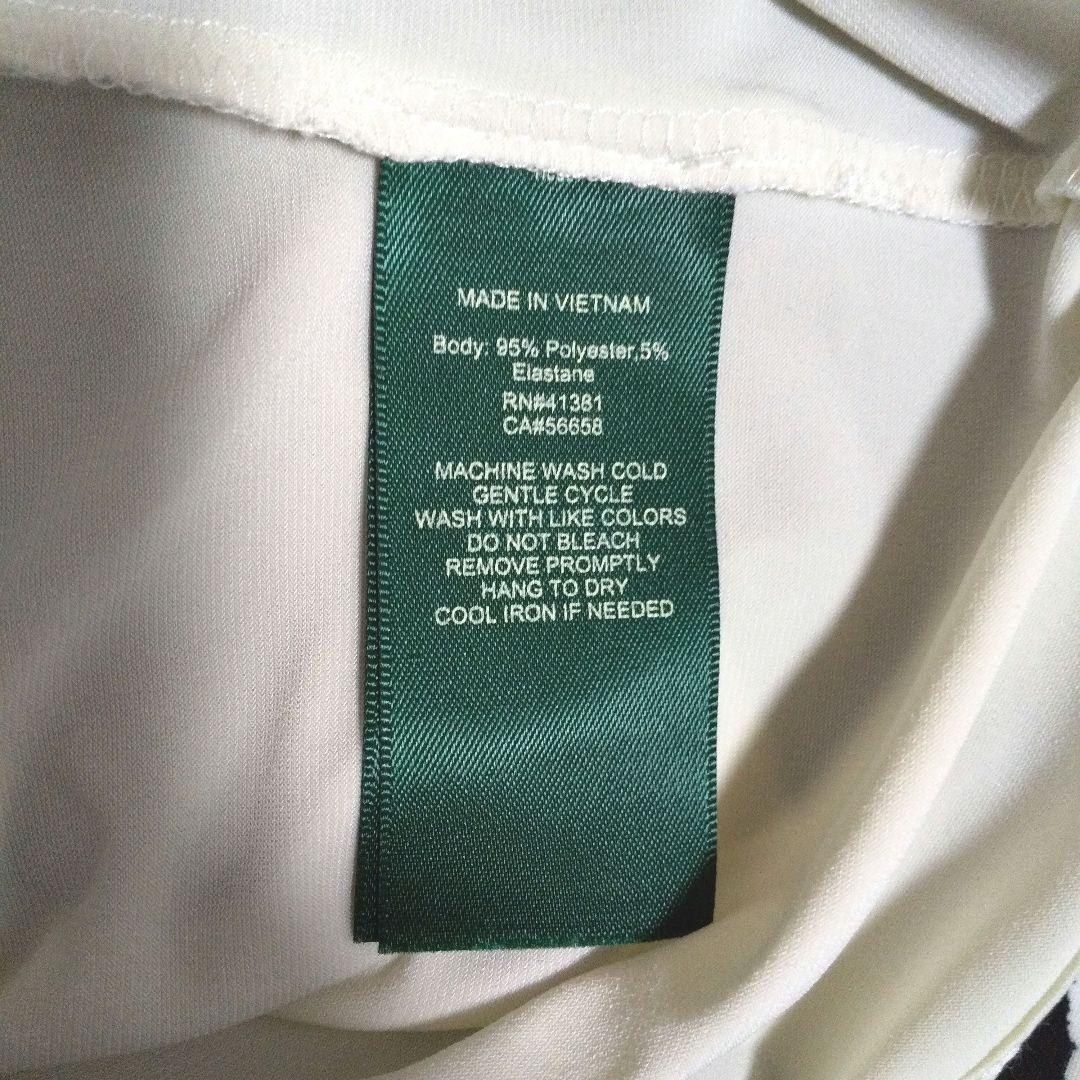 MADE IN VIETNAM
Body: 95% Polyester,5%
Elastane
RN#41381
CA#56658
MACHINE WASH COLD
GENTLE CYCLE
WASH WITH LIKE COLORS
DO NOT BLEACH
REMOVE PROMPTLY
HANG TO DRY
COOL IRON IF NEEDED